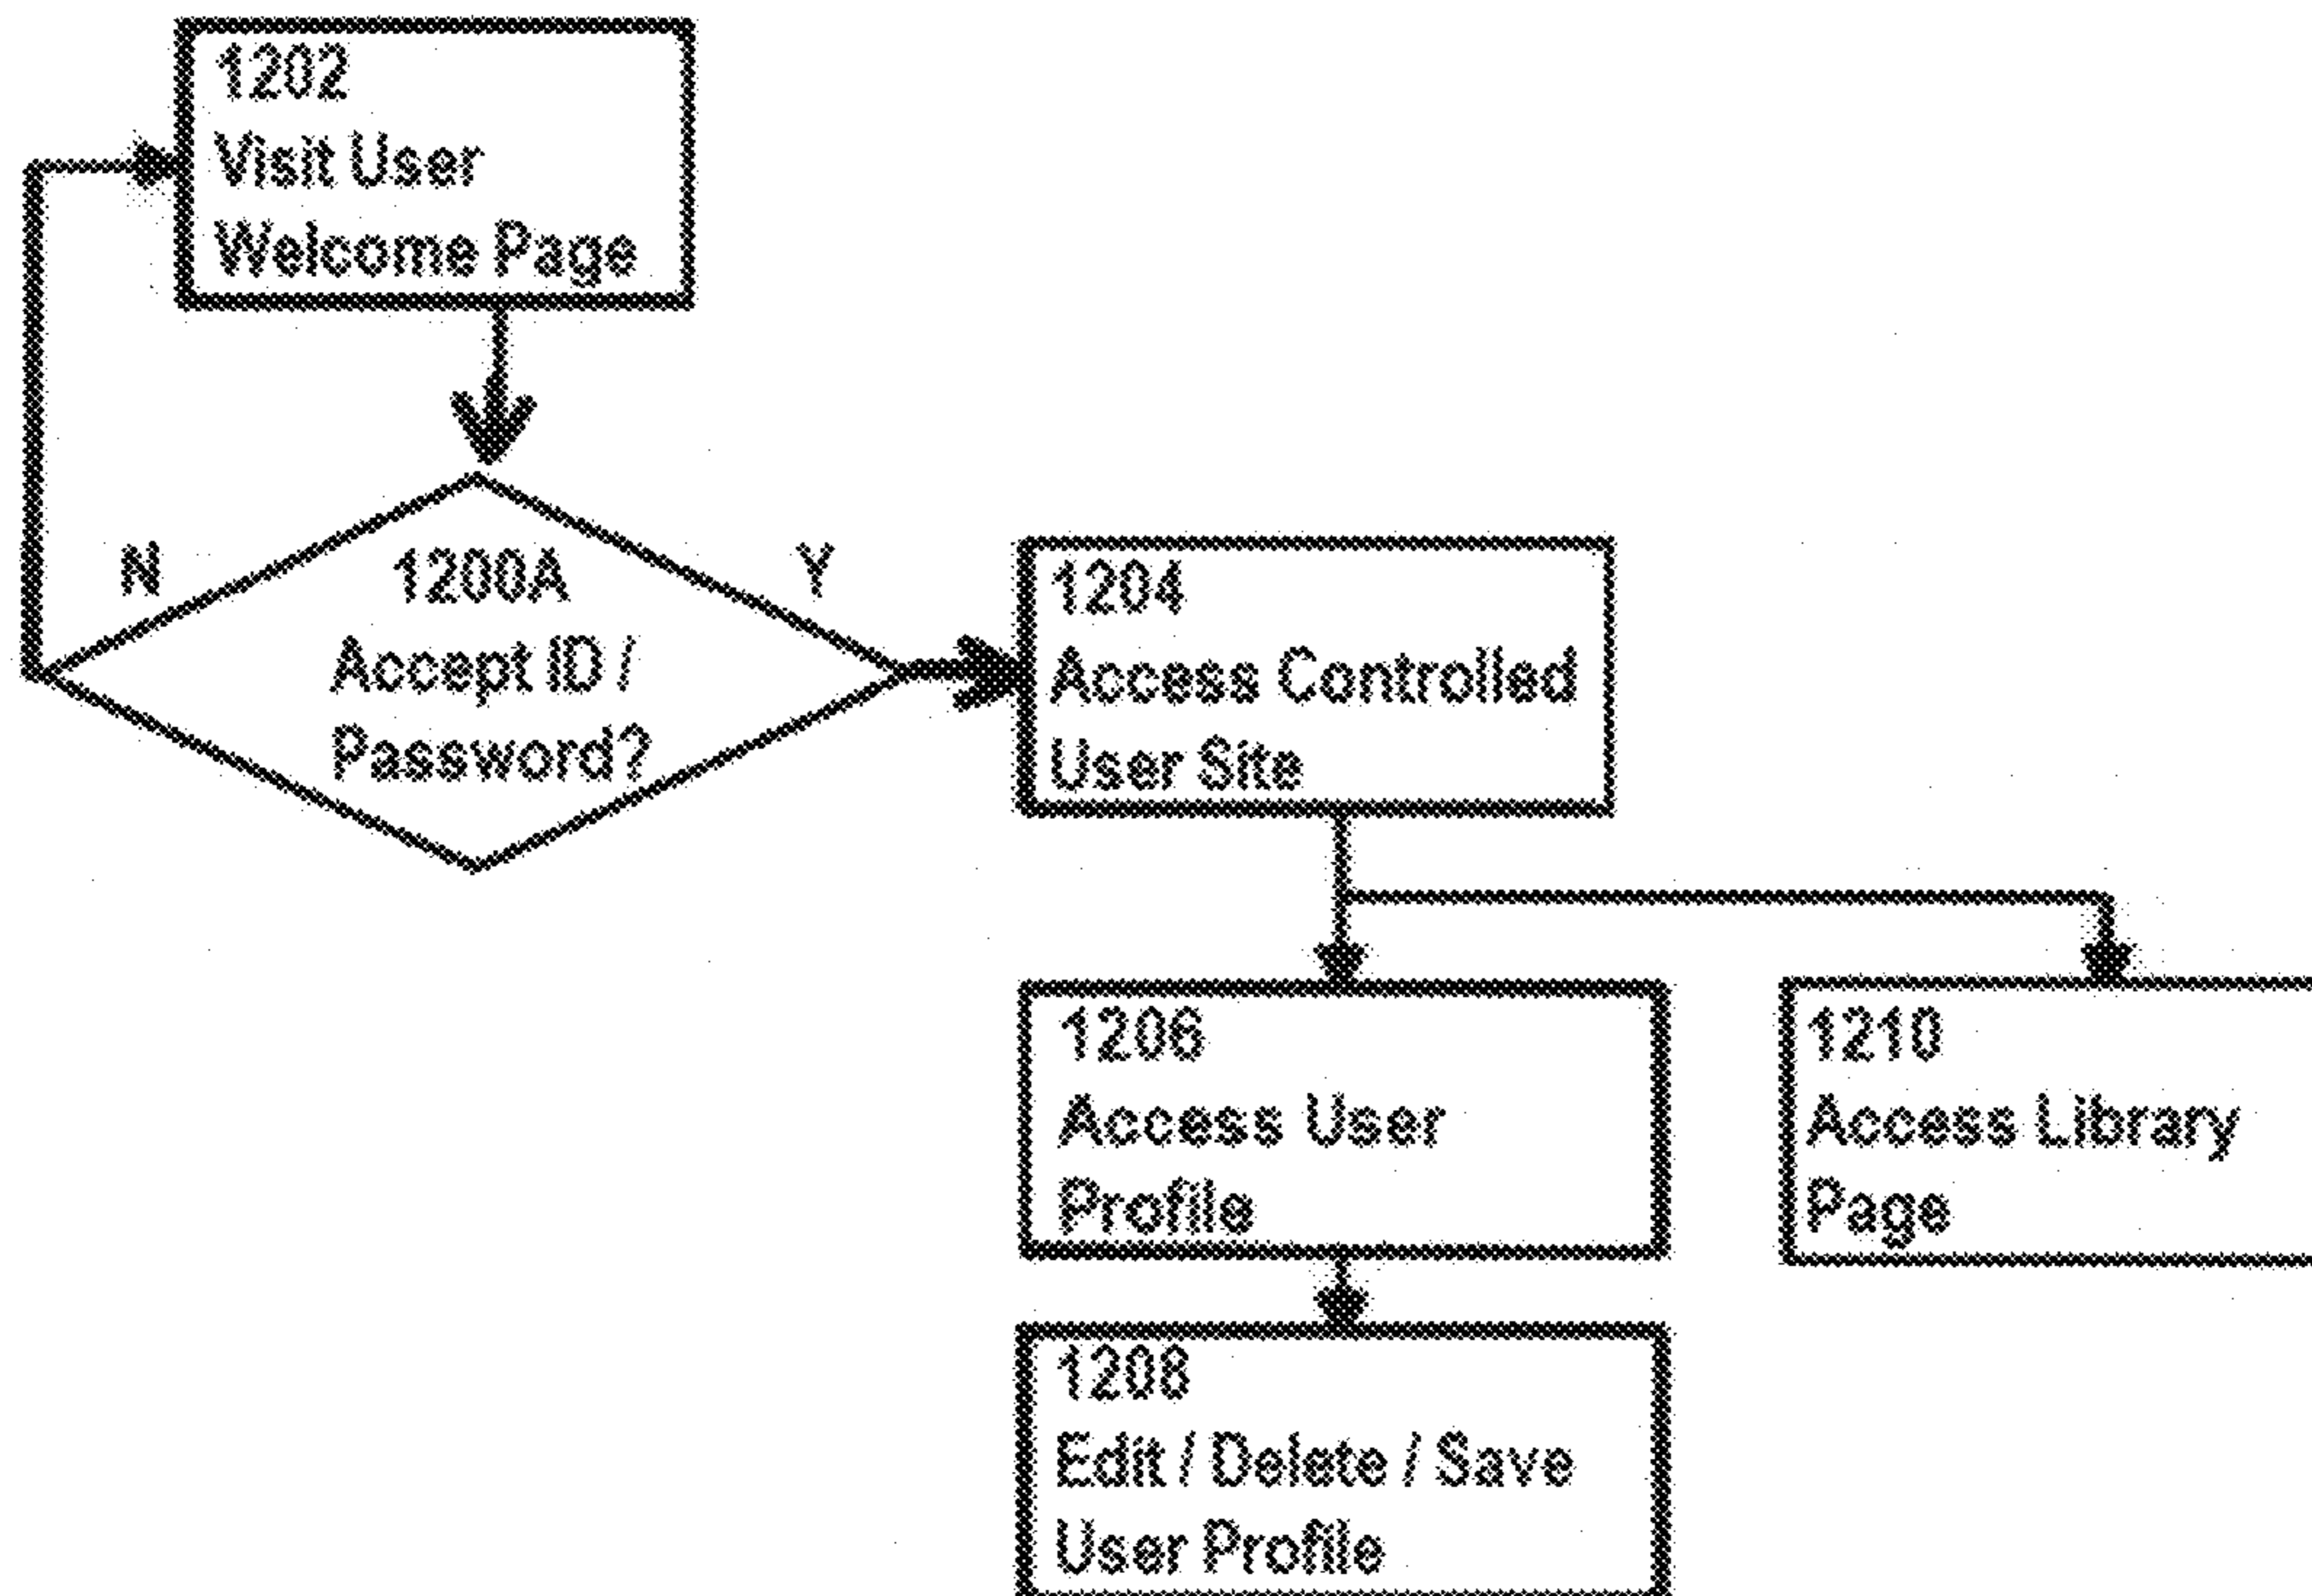 1202
Visit User
Welcome Page
N
1200A
Y
Accept ID /
Password?
1204
Access Controlled
User Site
1206
Access User
Profile
1210
Access Library
Page
1208
Edit / Delete / Save
User Profile